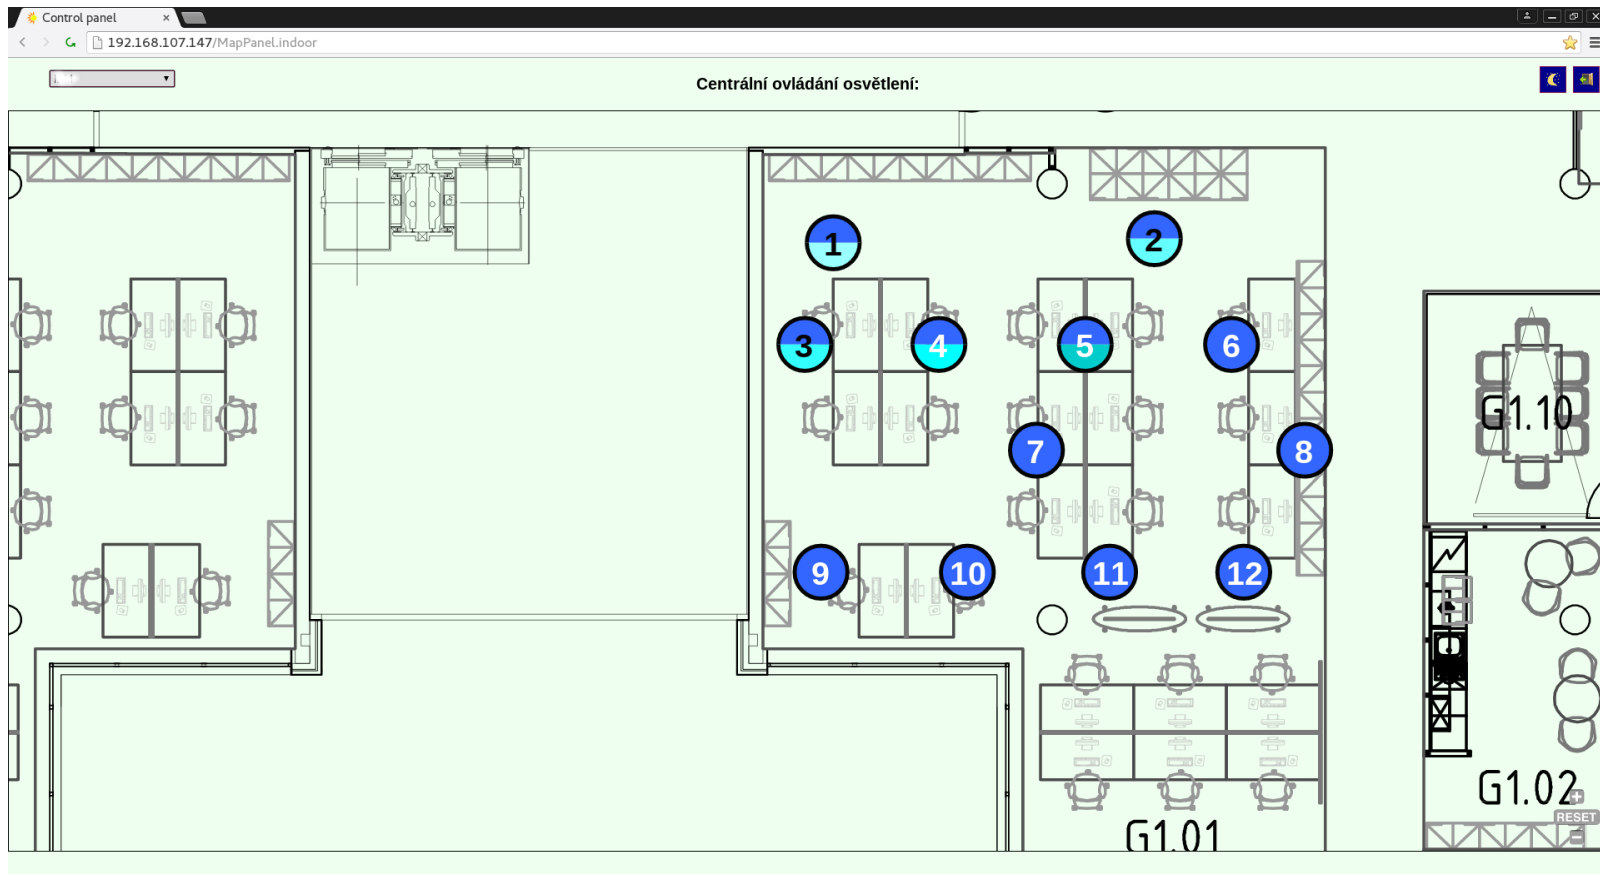 Control panel
192.168.107.147/MapPanel.indoor
Centrální ovládání osvětlení:
1
2
3
4
5
6
7
8
9
10
11
12
G1.10
G1.02
RESET
G1.01